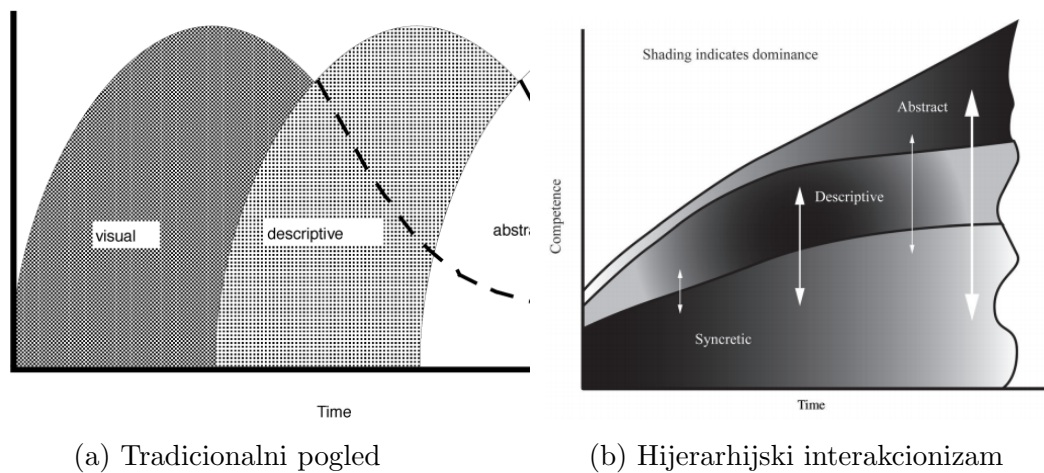 visual
descriptive
abstra
Time
(a) Tradicionalni pogled
Shading indicates dominance
Abstract
Descriptive
Syncretic
Competence
Time
(b) Hijerarhijski interakcionizam